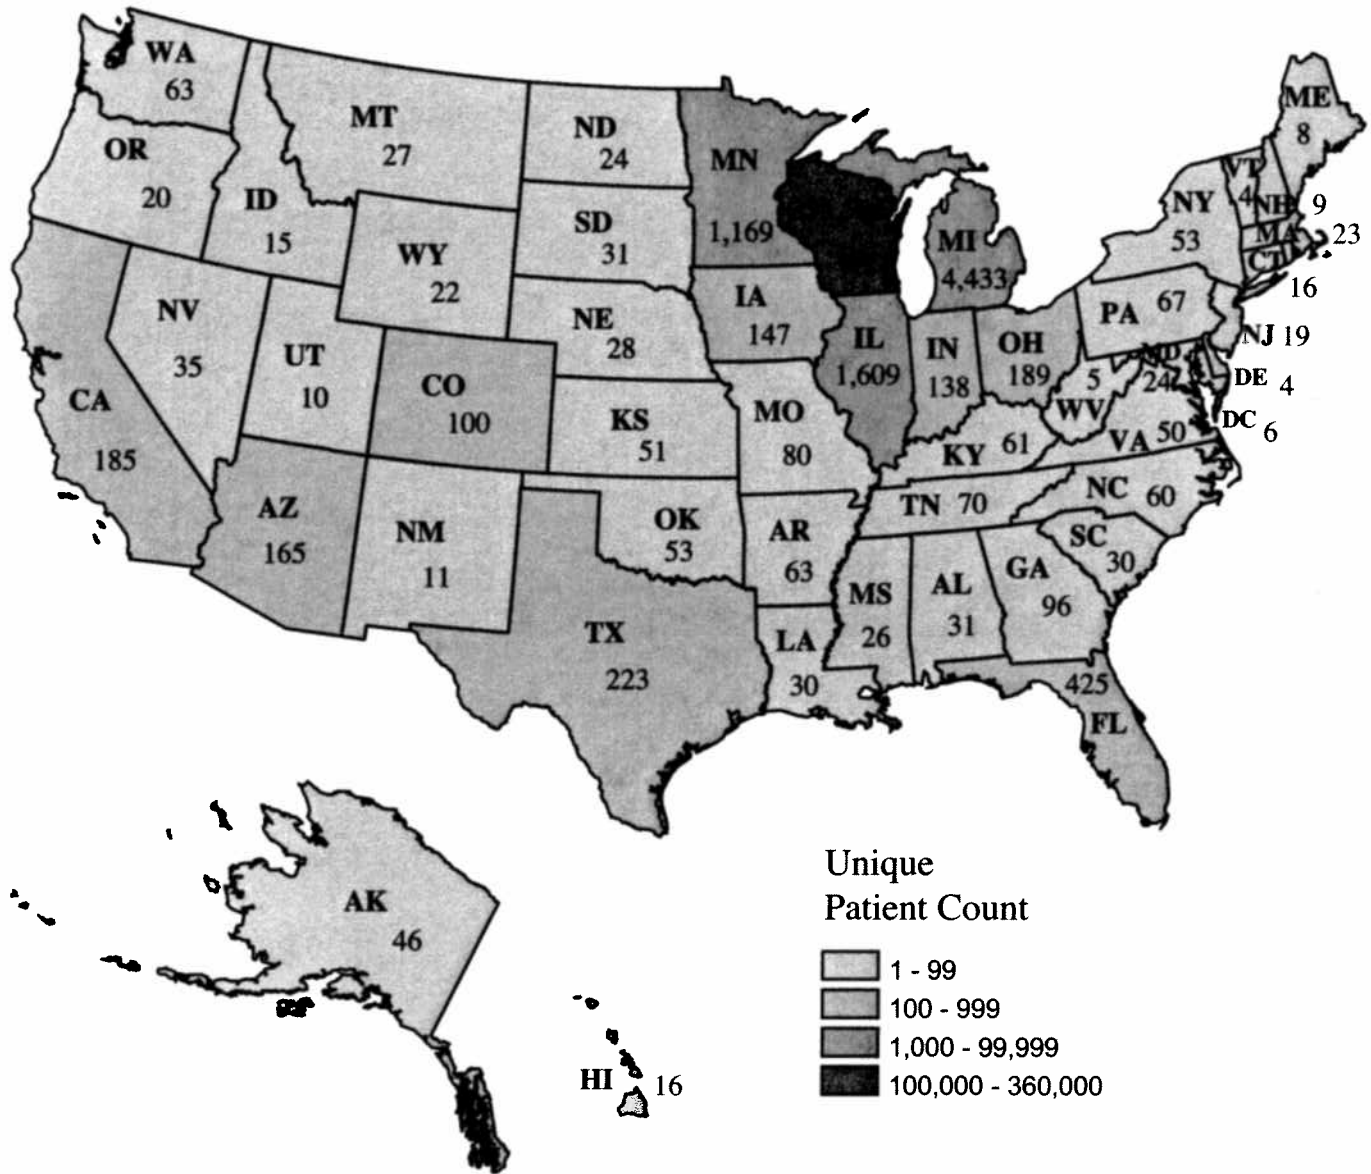 WA
63
OR
20
CA
185
NV
35
ID
15
MT
27
WY
22
UT
10
CO
100
AZ
165
NM
11
ND
24
SD
31
NE
28
KS
51
OK
53
TX
223
MN
1,169
IA
147
MO
80
AR
63
LA
30
IL
1,609
MI
4,433
IN
138
OH
189
KY 61
TN 70
MS
26
AL
31
GA
96
425
FL
SC
30
NC 60
VA 50
5
WV
MD
24
PA 67
NY
53
VT
4
NH
9
ME
8
MA
23
CT
16
NJ 19
DE 4
DC 6
AK
46
HI 16
Unique
Patient Count
1 - 99
100 - 999
1,000 - 99,999
100,000 - 360,000